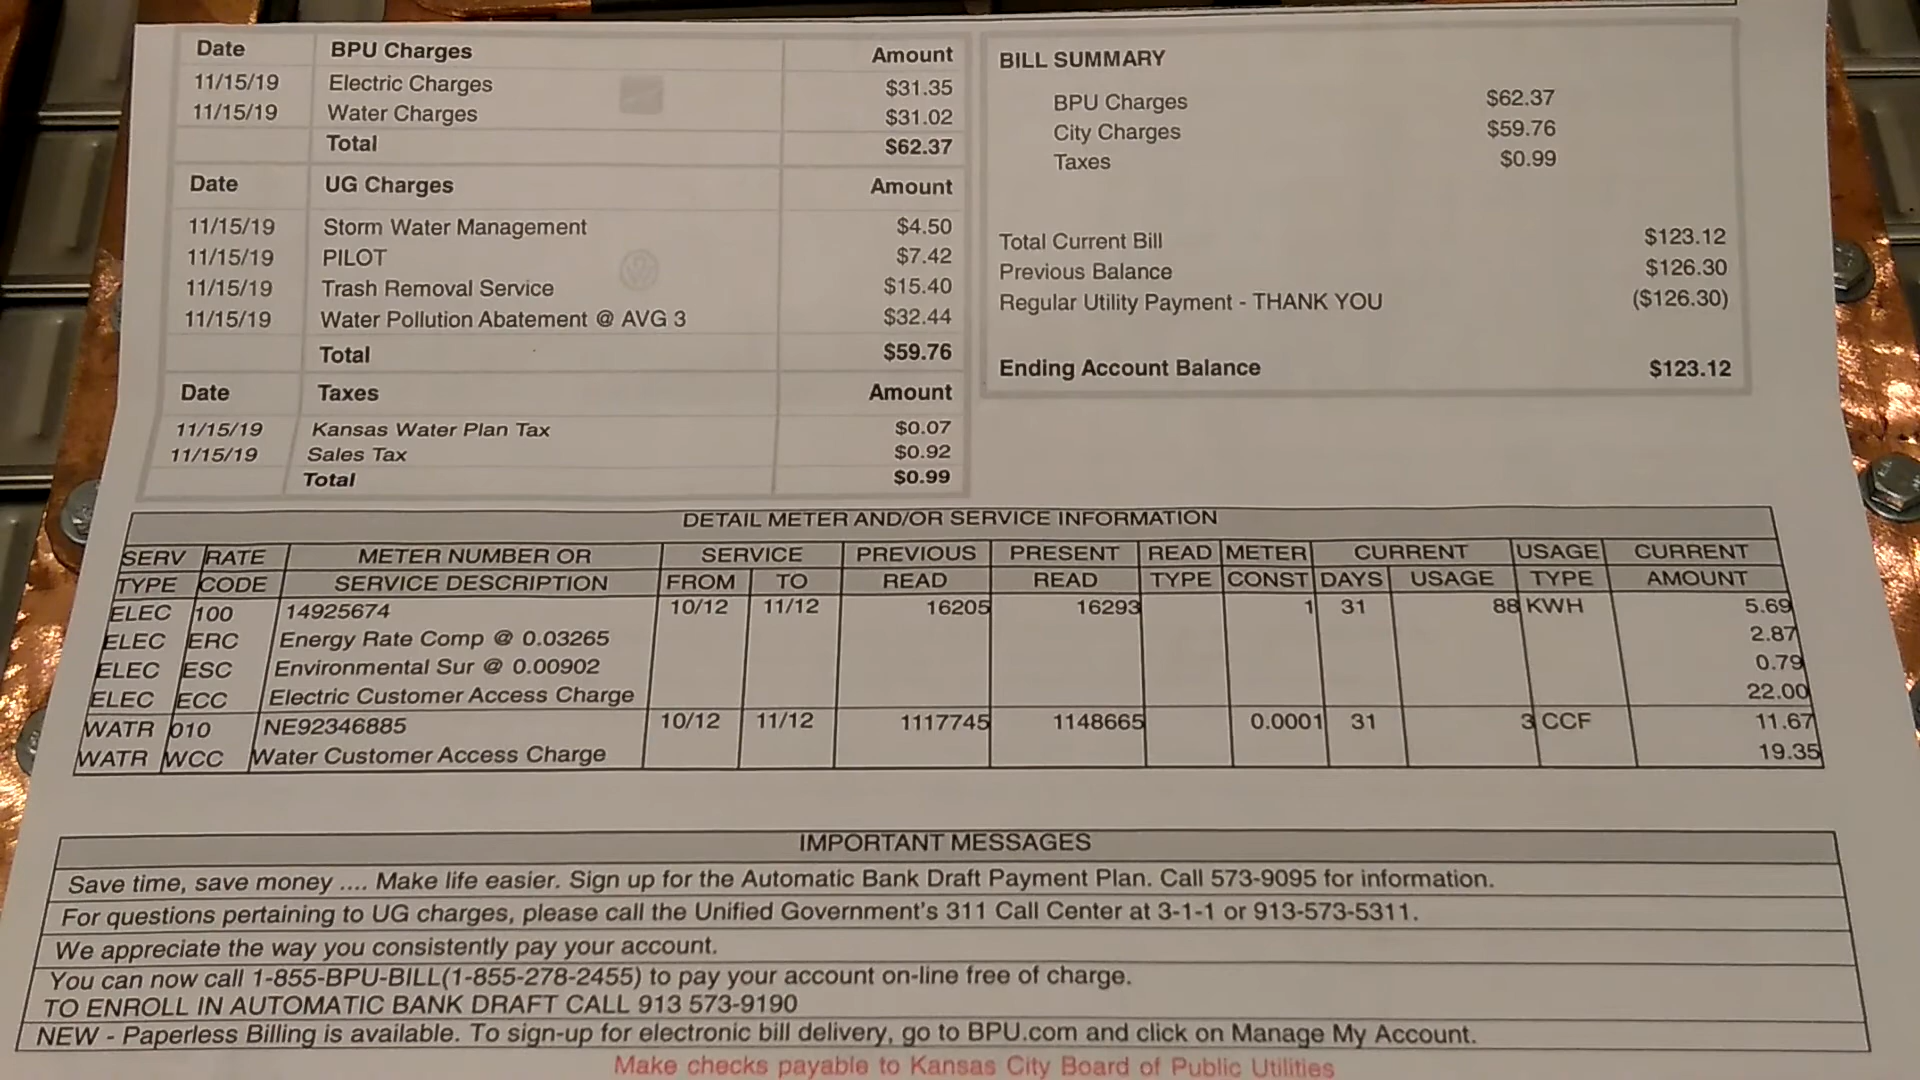 Date BPU Charges Amount
11/15/19 Electric Charges $31.35
11/15/19 Water Charges $31.02
Total $62.37
Date UG Charges Amount
11/15/19 Storm Water Management $4.50
11/15/19 PILOT $7.42
11/15/19 Trash Removal Service $15.40
11/15/19 Water Pollution Abatement @ AVG 3 $32.44
Total $59.76
Date Taxes Amount
11/15/19 Kansas Water Plan Tax $0.07
11/15/19 Sales Tax $0.92
Total $0.99
BILL SUMMARY
BPU Charges $62.37
City Charges $59.76
Taxes $0.99
Total Current Bill $123.12
Previous Balance $126.30
Regular Utility Payment - THANK YOU ($126.30)
Ending Account Balance $123.12
DETAIL METER AND/OR SERVICE INFORMATION
SERV RATE METER NUMBER OR SERVICE PREVIOUS PRESENT READ METER CURRENT USAGE CURRENT
TYPE CODE SERVICE DESCRIPTION FROM TO READ READ TYPE CONST DAYS USAGE TYPE AMOUNT
ELEC 100 14925674 10/12 11/12 16205 16293 1 31 88 KWH 5.69
ELEC ERC Energy Rate Comp @ 0.03265 2.87
ELEC ESC Environmental Sur @ 0.00902 0.79
ELEC ECC Electric Customer Access Charge 22.00
WATR 010 NE92346885 10/12 11/12 1117745 1148665 0.0001 31 3 CCF 11.67
WATR WCC Water Customer Access Charge 19.35
IMPORTANT MESSAGES
Save time, save money .... Make life easier. Sign up for the Automatic Bank Draft Payment Plan. Call 573-9095 for information.
For questions pertaining to UG charges, please call the Unified Government's 311 Call Center at 3-1-1 or 913-573-5311.
We appreciate the way you consistently pay your account.
You can now call 1-855-BPU-BILL(1-855-278-2455) to pay your account on-line free of charge.
TO ENROLL IN AUTOMATIC BANK DRAFT CALL 913 573-9190
NEW - Paperless Billing is available. To sign-up for electronic bill delivery, go to BPU.com and click on Manage My Account.
Make checks payable to Kansas City Board of Public Utilities